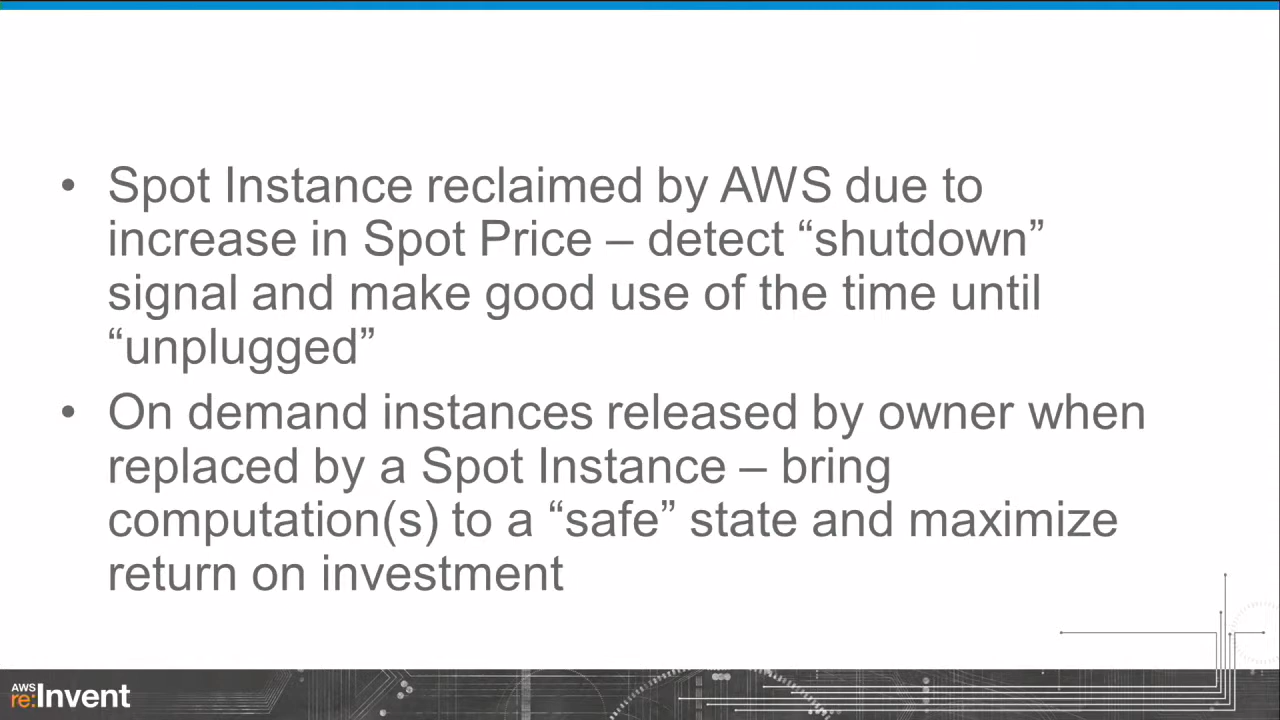 • Spot Instance reclaimed by AWS due to
increase in Spot Price – detect “shutdown”
signal and make good use of the time until
“unplugged”
• On demand instances released by owner when
replaced by a Spot Instance – bring
computation(s) to a “safe” state and maximize
return on investment
AWS
re:Invent